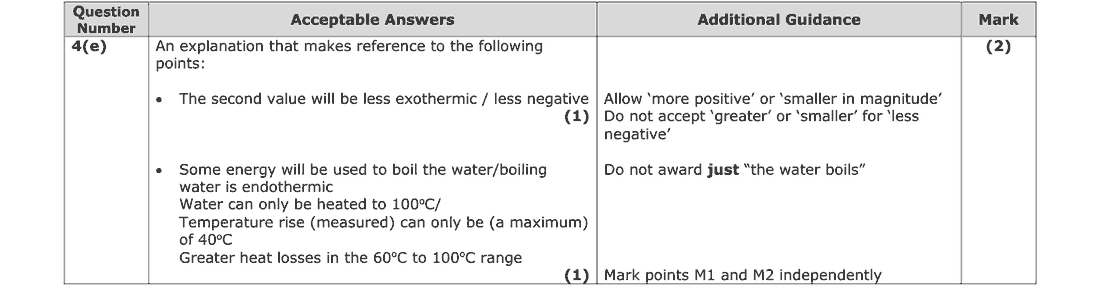 Question Number
Acceptable Answers
Additional Guidance
Mark
4(e)
An explanation that makes reference to the following
points:
(2)
• The second value will be less exothermic / less negative
(1)
Allow ‘more positive’ or ‘smaller in magnitude’
Do not accept ‘greater’ or ‘smaller’ for ‘less
negative’
• Some energy will be used to boil the water/boiling
water is endothermic
Water can only be heated to 100ºC/
Temperature rise (measured) can only be (a maximum)
of 40ºC
Greater heat losses in the 60ºC to 100ºC range
(1)
Do not award just “the water boils”
Mark points M1 and M2 independently